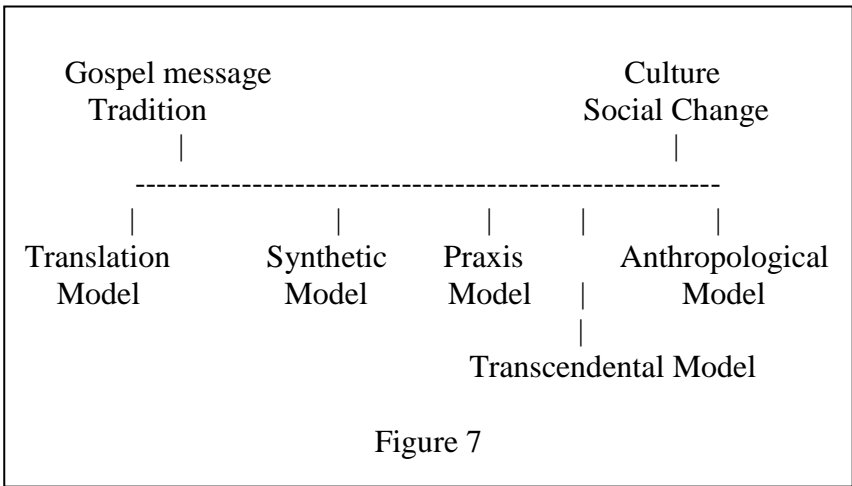 Gospel message Culture
Tradition Social Change
| |
-------------------------------------------------------
| | | | |
Translation Synthetic Praxis Anthropological
Model Model Model | Model
|
Transcendental Model
Figure 7